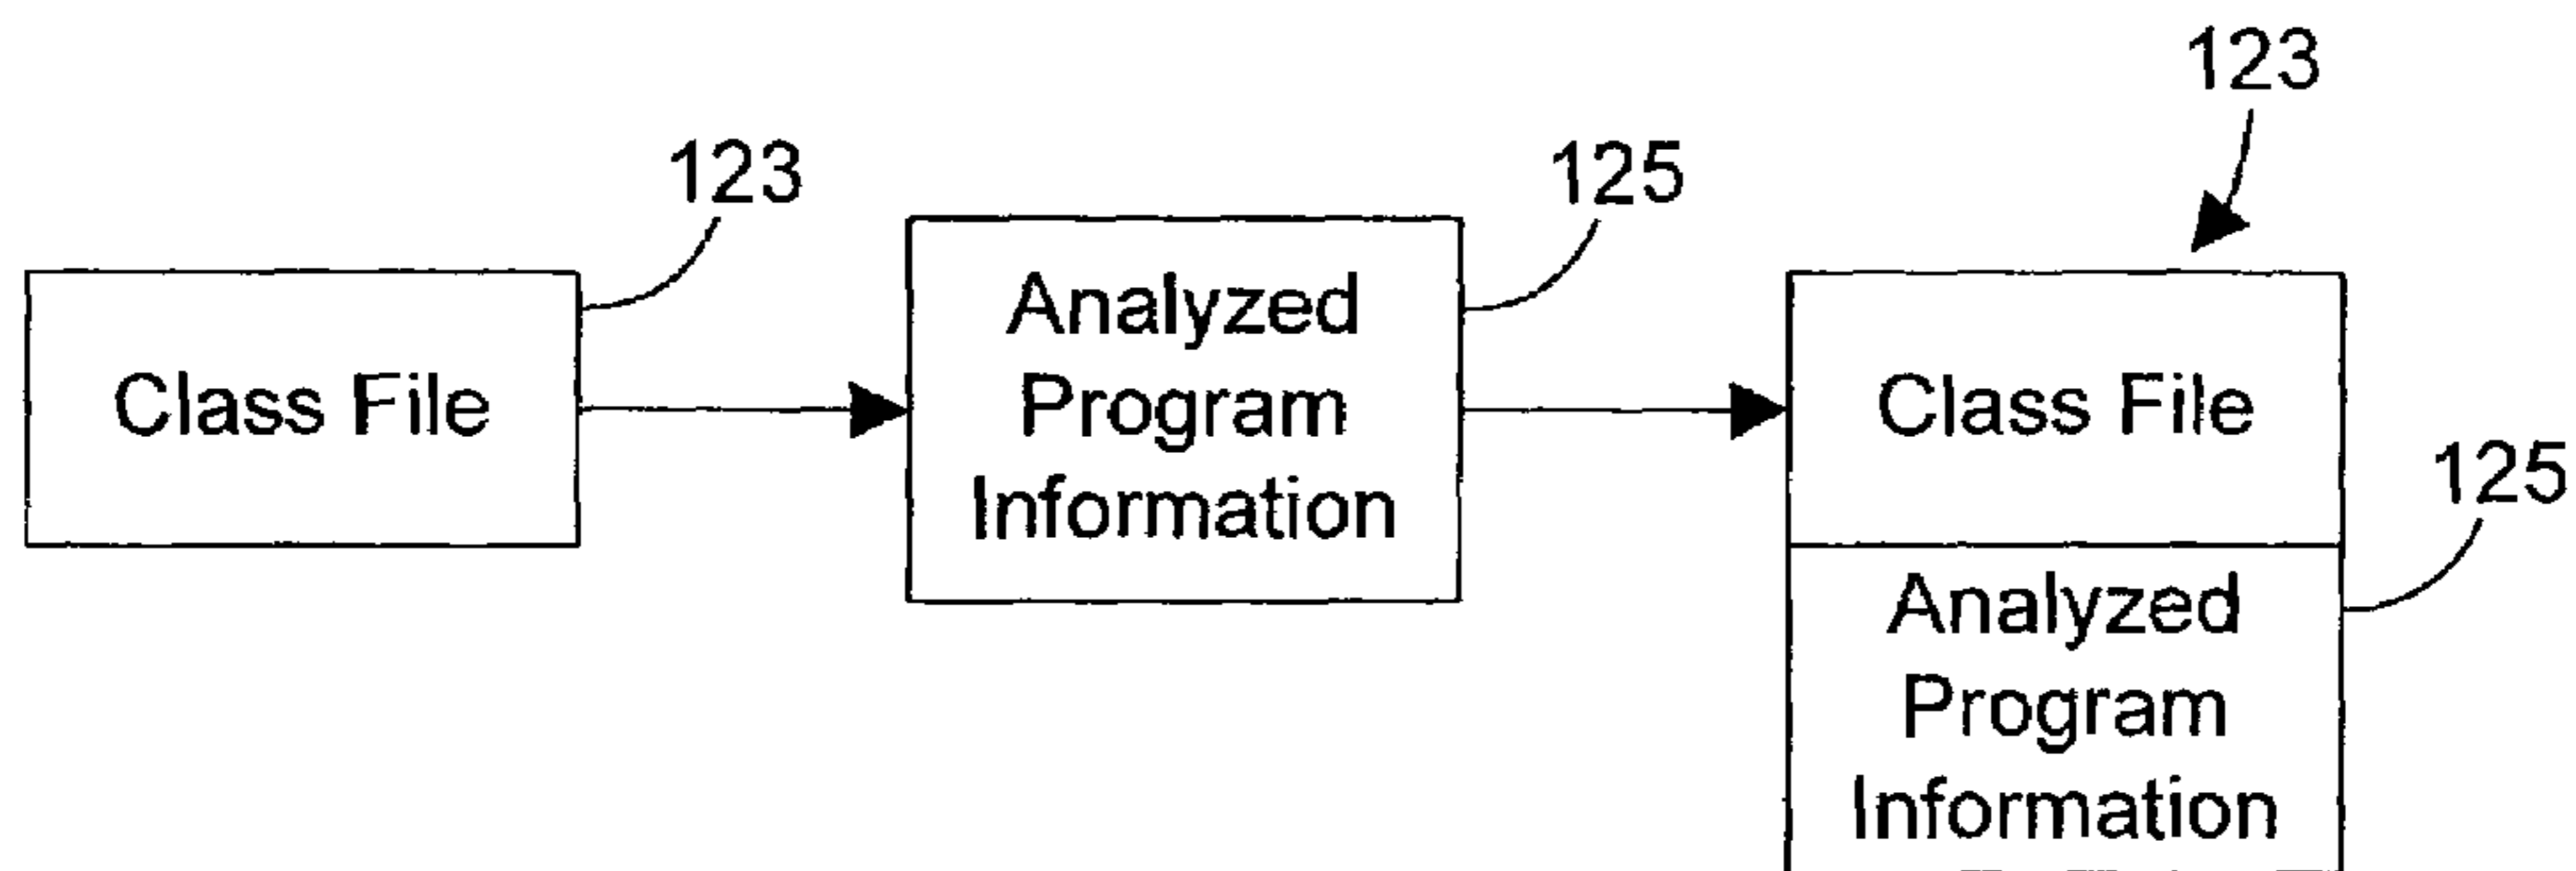 123
Class File
125
Analyzed
Program
Information
123
Class File
125
Analyzed
Program
Information